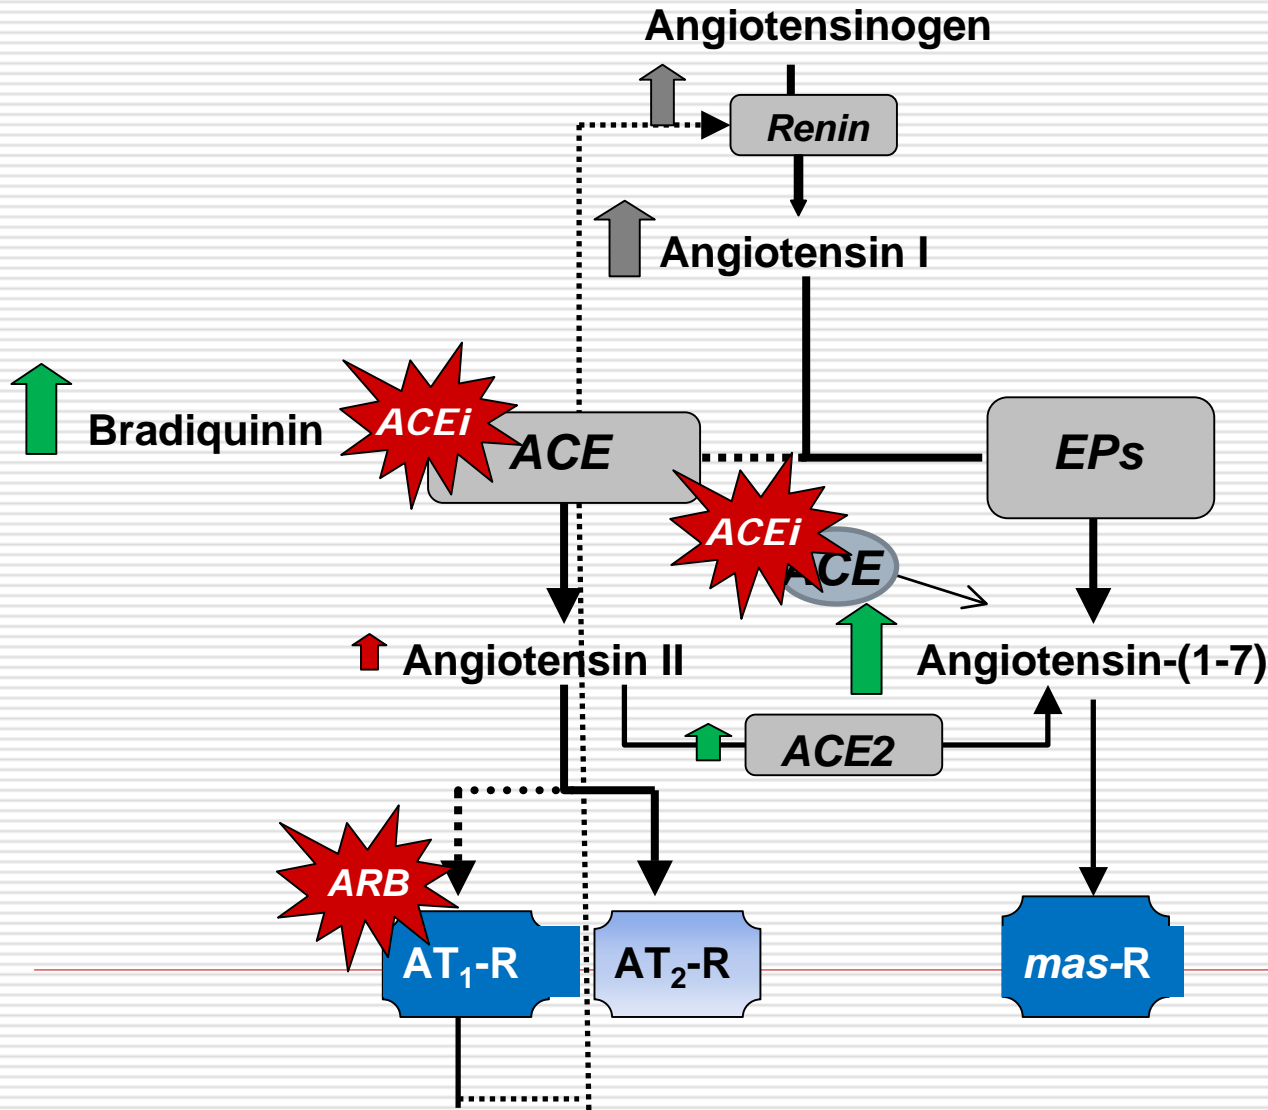 Angiotensinogen
Renin
Angiotensin I
Bradiquinin
ACEi
ACE
EPs
ACEi
ACE
Angiotensin II
Angiotensin-(1-7)
ACE2
ARB
AT₁-R
AT₂-R
mas-R